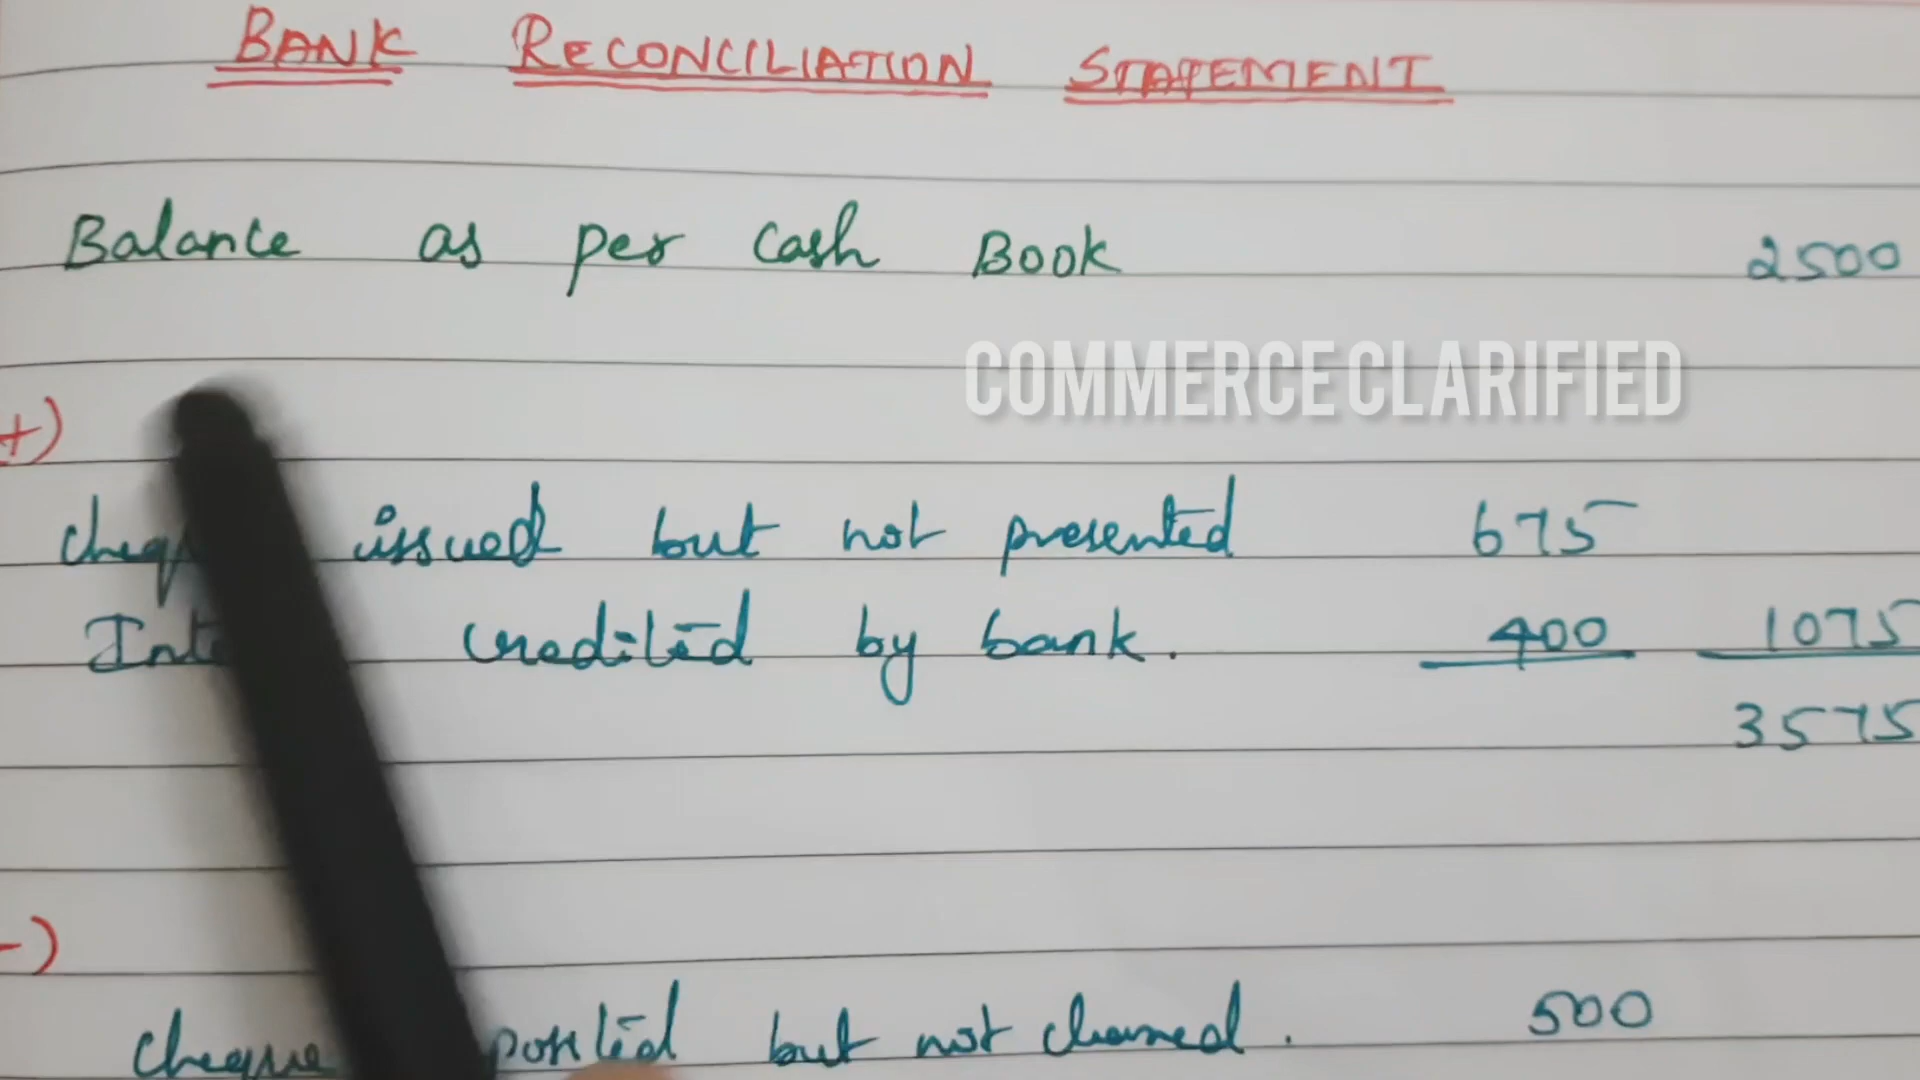 BANK RECONCILIATION STATEMENT
Balance as per Cash Book 2500
COMMERCE CLARIFIED
+)
issued but not presented 675
credited by bank. 400 1075
3575
-)
cheque but not cleared. 500